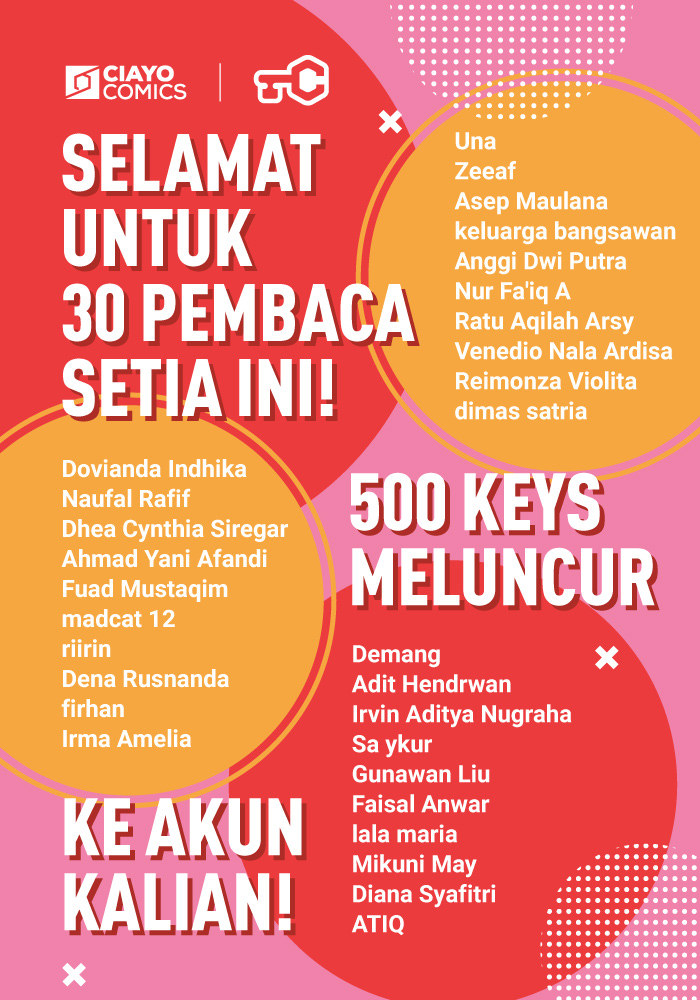 CIAYO
COMICS
SELAMAT
UNTUK
30 PEMBACA
SETIA INI!
Una
Zeeaf
Asep Maulana
keluarga bangsawan
Anggi Dwi Putra
Nur Fa'iq A
Ratu Aqilah Arsy
Venedio Nala Ardisa
Reimonza Violita
dimas satria
Dovianda Indhika
Naufal Rafif
Dhea Cynthia Siregar
Ahmad Yani Afandi
Fuad Mustaqim
madcat 12
riirin
Dena Rusnanda
firhan
Irma Amelia
500 KEYS
MELUNCUR
Demang
Adit Hendrwan
Irvin Aditya Nugraha
Sa ykur
Gunawan Liu
Faisal Anwar
lala maria
Mikuni May
Diana Syafitri
ATIQ
KE AKUN
KALIAN!